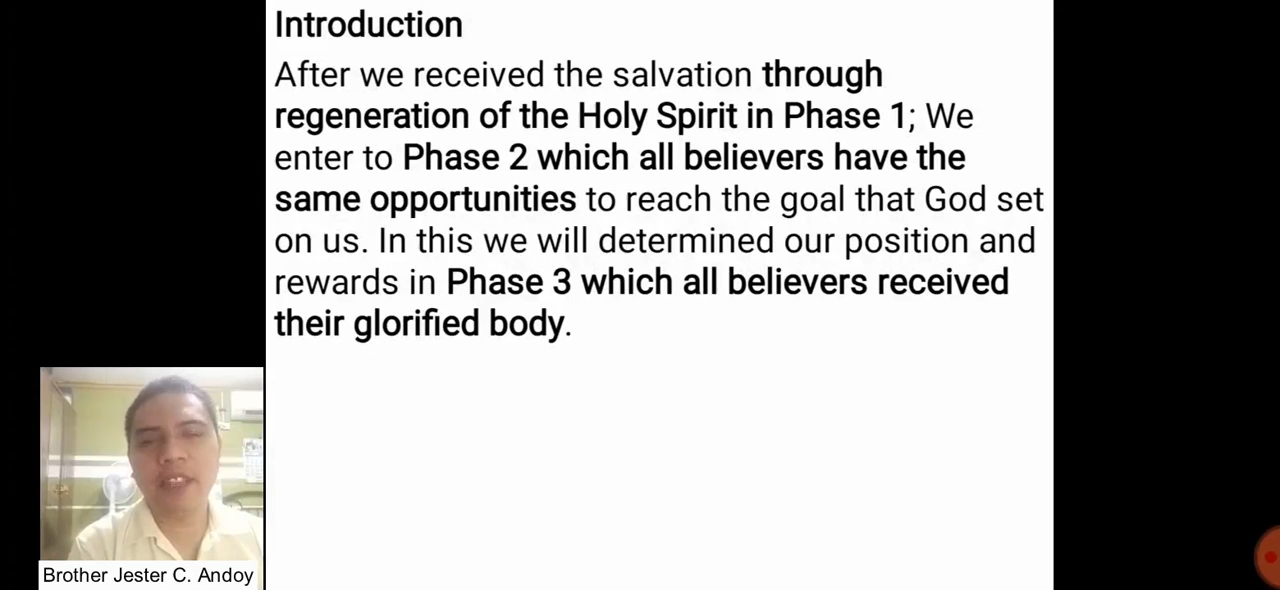 Introduction
After we received the salvation through
regeneration of the Holy Spirit in Phase 1; We
enter to Phase 2 which all believers have the
same opportunities to reach the goal that God set
on us. In this we will determined our position and
rewards in Phase 3 which all believers received
their glorified body.
Brother Jester C. Andoy